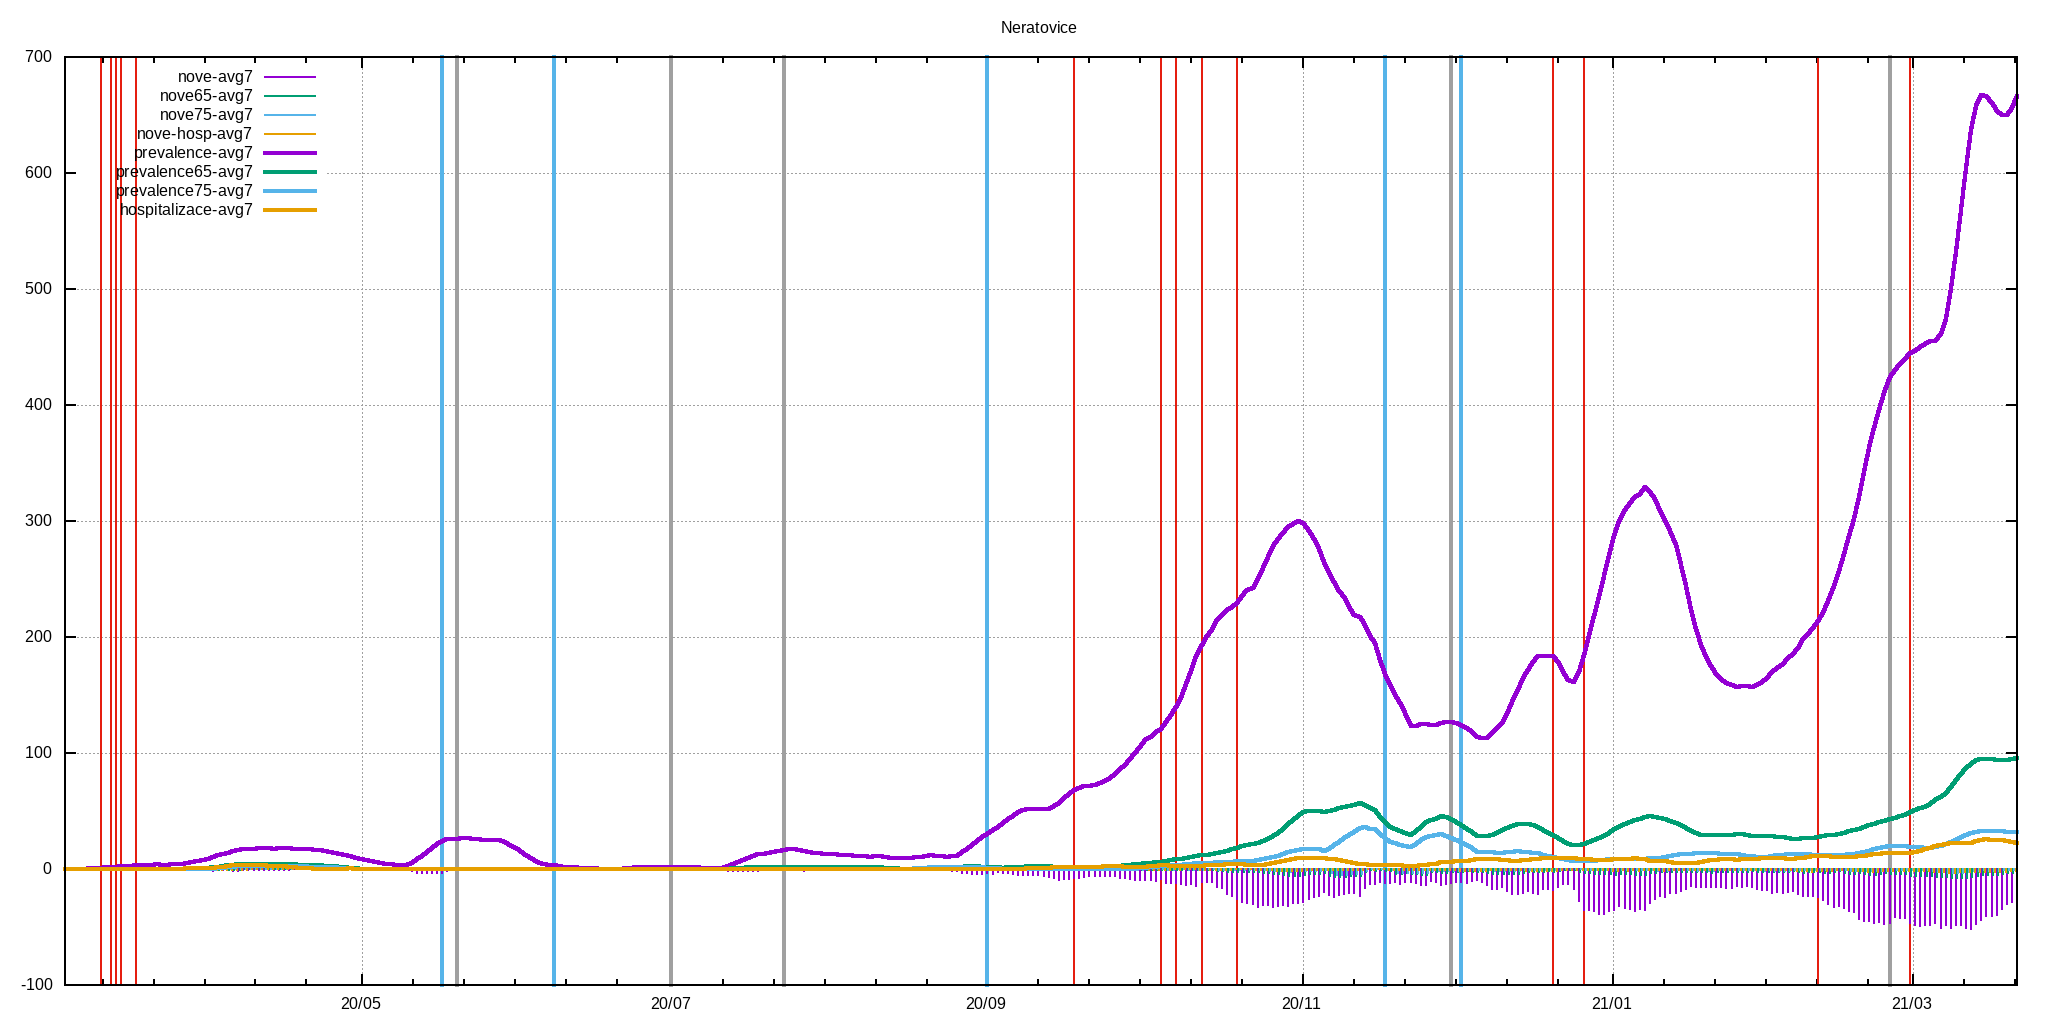 Neratovice
700
600
500
400
300
200
100
0
-100
nove-avg7
nove65-avg7
nove75-avg7
nove-hosp-avg7
prevalence-avg7
prevalence65-avg7
prevalence75-avg7
hospitalizace-avg7
20/05 20/07 20/09 20/11 21/01 21/03